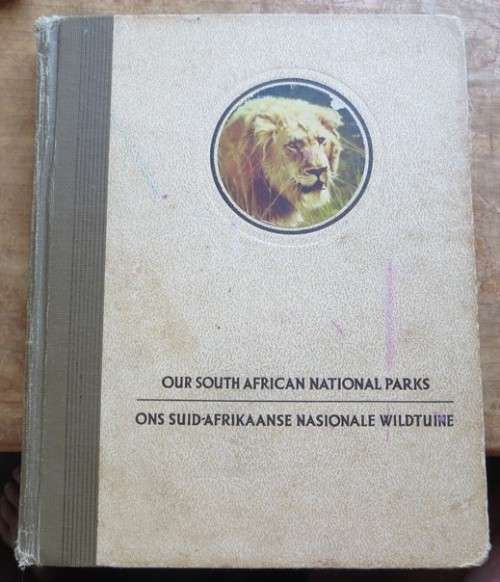 OUR SOUTH AFRICAN NATIONAL PARKS
ONS SUID-AFRIKAANSE NASIONALE WILDTUINE